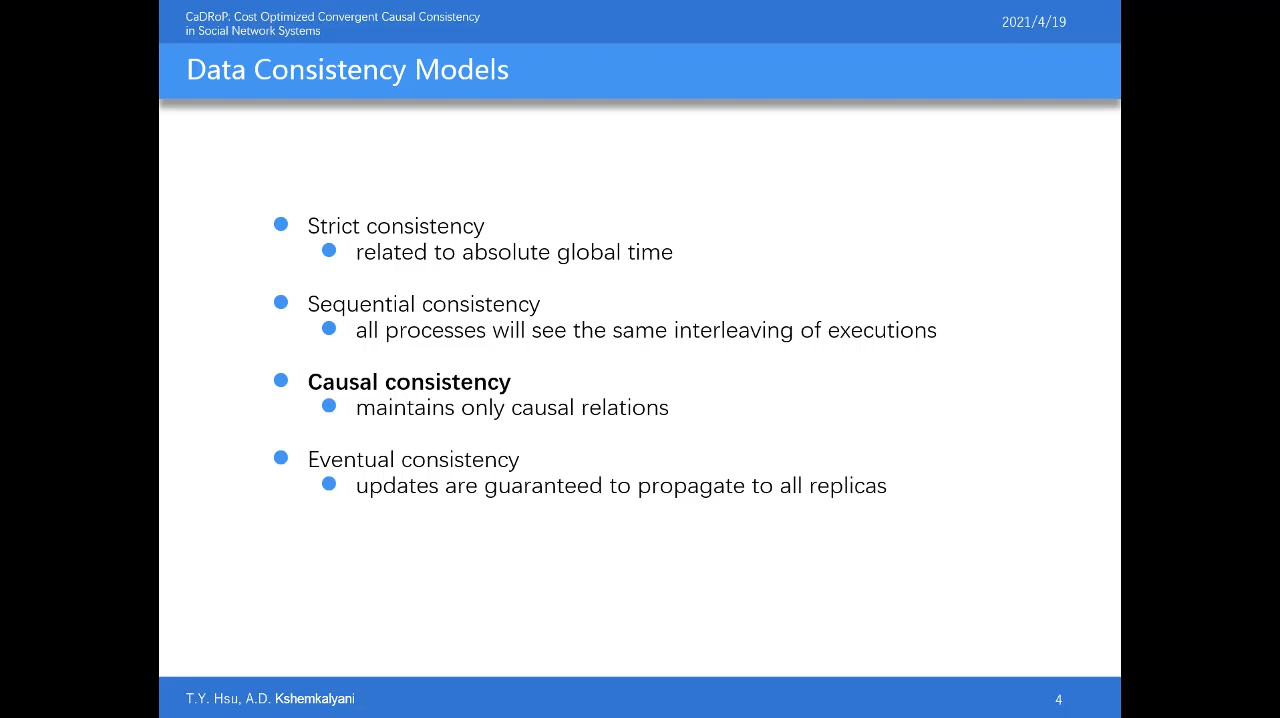 CaDRoP: Cost Optimized Convergent Causal Consistency
in Social Network Systems
2021/4/19
Data Consistency Models
Strict consistency
related to absolute global time
Sequential consistency
all processes will see the same interleaving of executions
Causal consistency
maintains only causal relations
Eventual consistency
updates are guaranteed to propagate to all replicas
T.Y. Hsu, A.D. Kshemkalyani
4